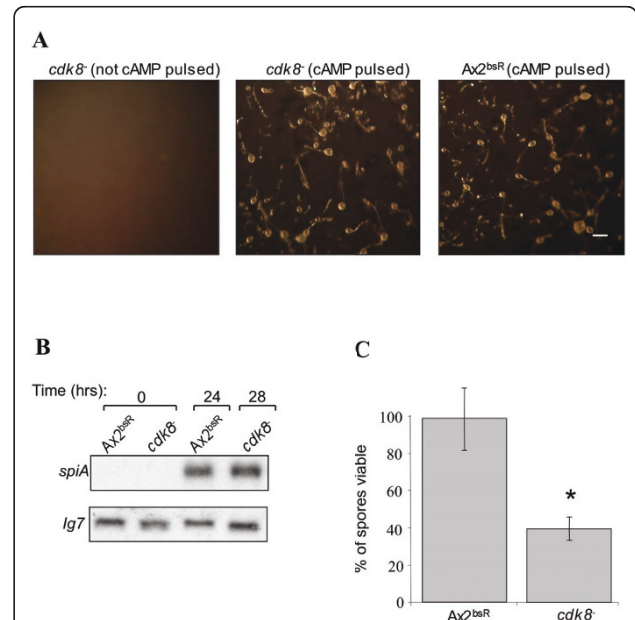 A
cdk8- (not cAMP pulsed)
cdk8- (cAMP pulsed)
Ax2bsR (cAMP pulsed)
B
Time (hrs):
0
24
28
Ax2bsR
cdk8-
Ax2bsR
cdk8-
spiA
Ig7
C
% of spores viable
100
80
60
40
20
0
*
Ax2bsR
cdk8-